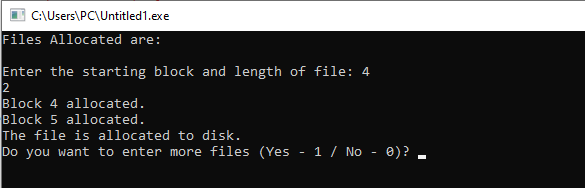 C:\Users\PC\Untitled1.exe
Files Allocated are:
Enter the starting block and length of file: 4
2
Block 4 allocated.
Block 5 allocated.
The file is allocated to disk.
Do you want to enter more files (Yes - 1 / No - 0)?